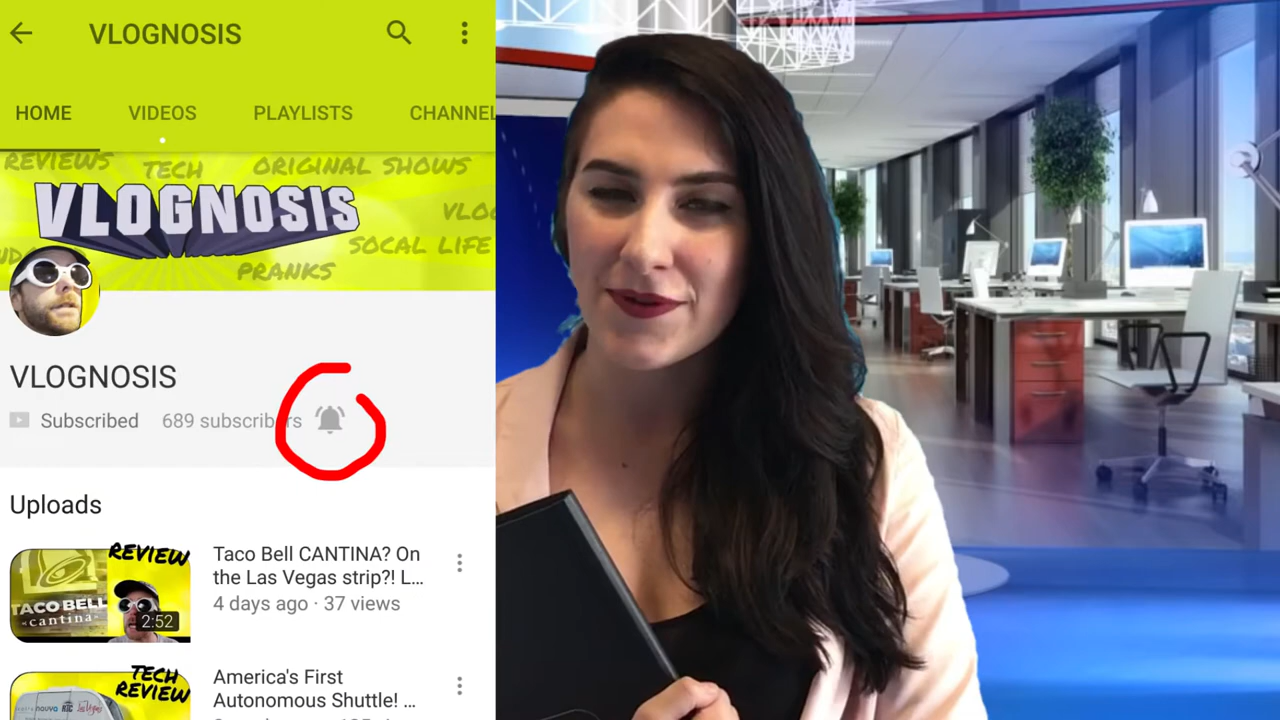 VLOGNOSIS
HOME VIDEOS PLAYLISTS CHANNEL
REVIEWS TECH ORIGINAL SHOWS
VLOGNOSIS
SOCAL LIFE
PRANKS
VLOGNOSIS
Subscribed 689 subscribers
Uploads
REVIEW
TACO BELL
cantina
2:52
Taco Bell CANTINA? On
the Las Vegas strip?! L...
4 days ago · 37 views
TECH
REVIEW
America's First
Autonomous Shuttle! ...